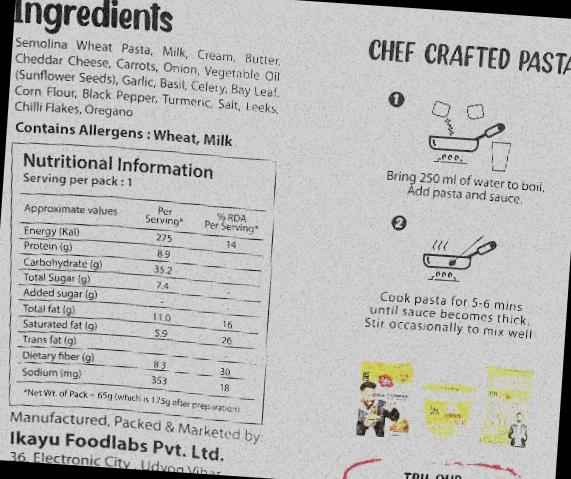 Ingredients
Semolina Wheat Pasta, Milk, Cream, Butter,
Cheddar Cheese, Carrots, Onion, Vegetable Oil
(Sunflower Seeds), Garlic, Basil, Celery, Bay Leaf,
Corn Flour, Black Pepper, Turmeric, Salt, Leeks,
Chilli Flakes, Oregano
Contains Allergens : Wheat, Milk
Nutritional Information
Serving per pack : 1
Approximate values Per Serving* % RDA Per Serving*
Energy (Kal) 275 14
Protein (g) 8.9 -
Carbohydrate (g) 35.2 -
Total Sugar (g) 7.4 -
Added sugar (g) - -
Total fat (g) 11.0 16
Saturated fat (g) 5.9 26
Trans fat (g) - -
Dietary fiber (g) 8.3 30
Sodium (mg) 353 18
*Net Wt. of Pack - 65g (which is 175g after preparation)
Manufactured, Packed & Marketed by:
Ikayu Foodlabs Pvt. Ltd.
36, Electronic City, Udyog Vihar
CHEF CRAFTED PASTA
1
Bring 250 ml of water to boil.
Add pasta and sauce.
2
Cook pasta for 5-6 mins
until sauce becomes thick.
Stir occasionally to mix well
TRY OUR